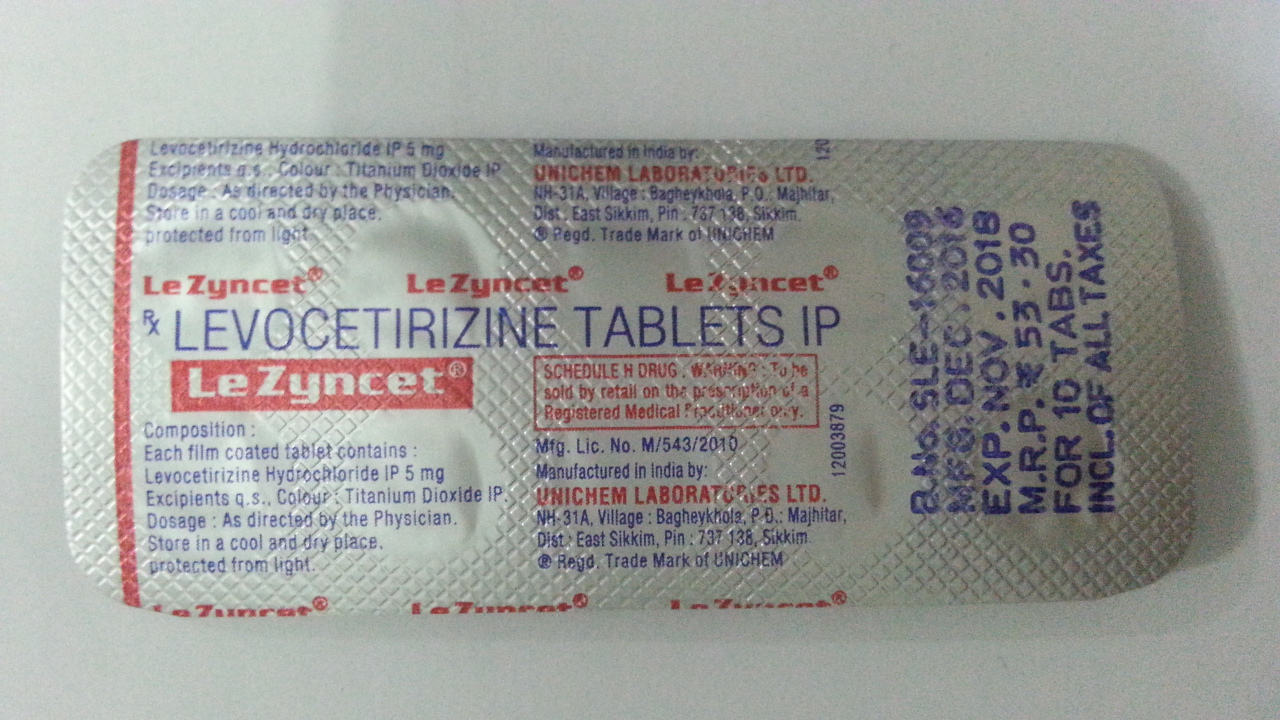 Levocetirizine Hydrochloride IP 5 mg
Excipients q.s., Colour : Titanium Dioxide IP
Dosage : As directed by the Physician.
Store in a cool and dry place.
protected from light.
Manufactured in India by:
UNICHEM LABORATORIES LTD.
NH-31A, Village : Bagheykhola, P.O.: Majhitar,
Dist.: East Sikkim, Pin : 737 138, Sikkim.
® Regd. Trade Mark of UNICHEM
120
LeZyncet® LeZyncet® LeZyncet®
Rx LEVOCETIRIZINE TABLETS IP
LeZyncet®
Composition :
Each film coated tablet contains :
Levocetirizine Hydrochloride IP 5 mg
Excipients q.s., Colour : Titanium Dioxide IP.
Dosage : As directed by the Physician.
Store in a cool and dry place.
protected from light.
SCHEDULE H DRUG : WARNING : To be
sold by retail on the prescription of a
Registered Medical Practitioner only.
Mfg. Lic. No. M/543/2010
Manufactured in India by:
UNICHEM LABORATORIES LTD.
NH-31A, Village : Bagheykhola, P.O.: Majhitar,
Dist.: East Sikkim, Pin : 737 138, Sikkim.
® Regd. Trade Mark of UNICHEM
12003879
LeZyncet® LeZyncet® LeZyncet®
B.No. SLE-16009
MFG. DEC . 2016
EXP. NOV . 2018
M.R.P. ₹ 53 . 30
FOR 10 TABS.
INCL.OF ALL TAXES